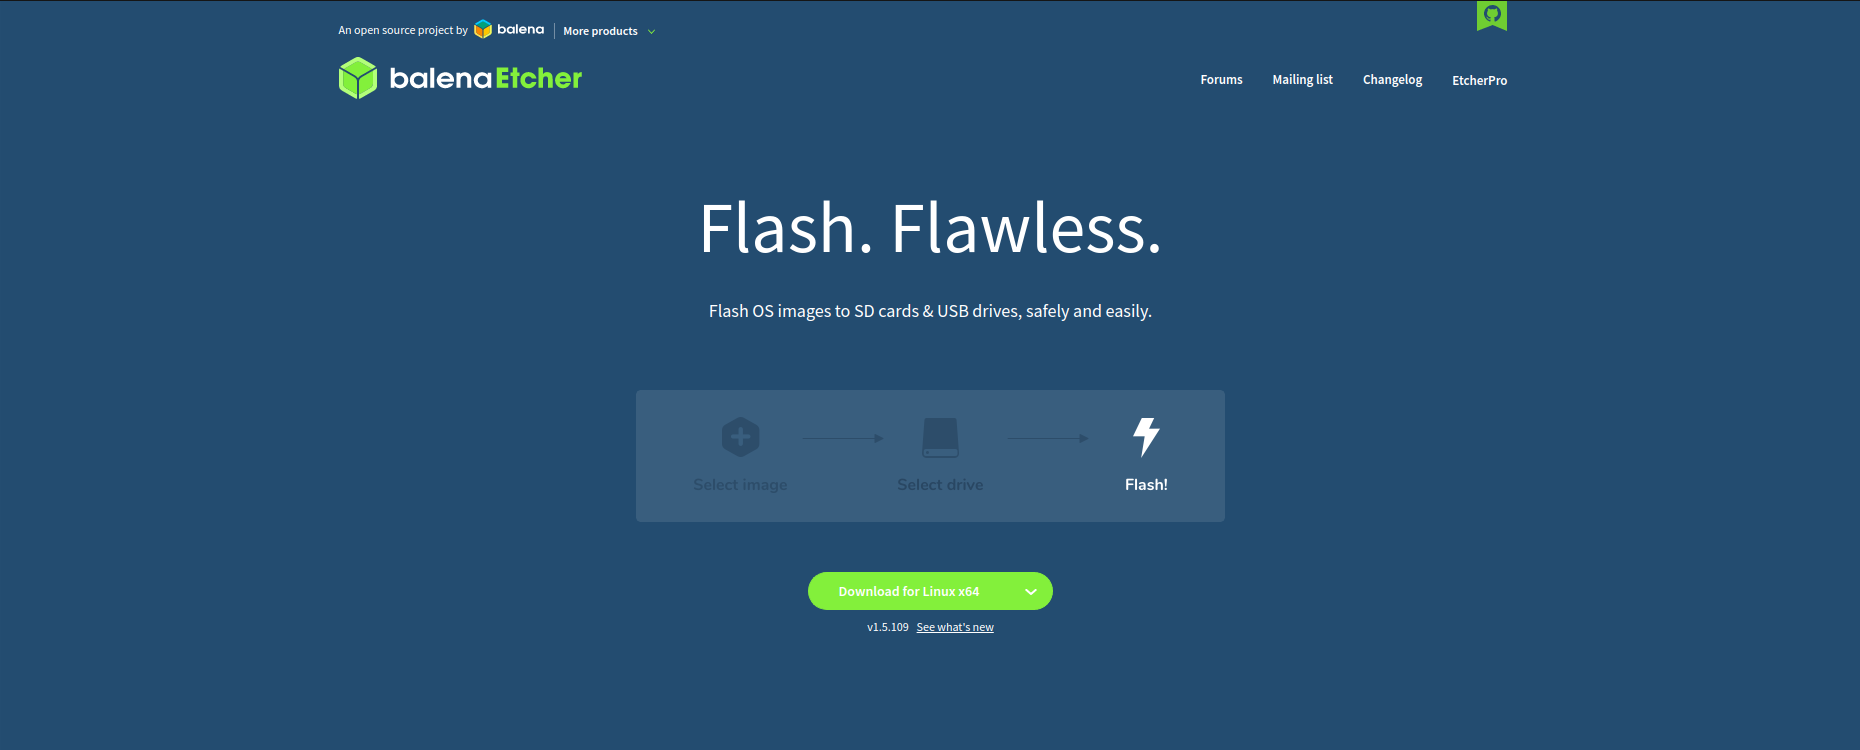 An open source project by balena More products
balenaEtcher
Forums Mailing list Changelog EtcherPro
Flash. Flawless.
Flash OS images to SD cards & USB drives, safely and easily.
Select image Select drive Flash!
Download for Linux x64
v1.5.109 See what's new